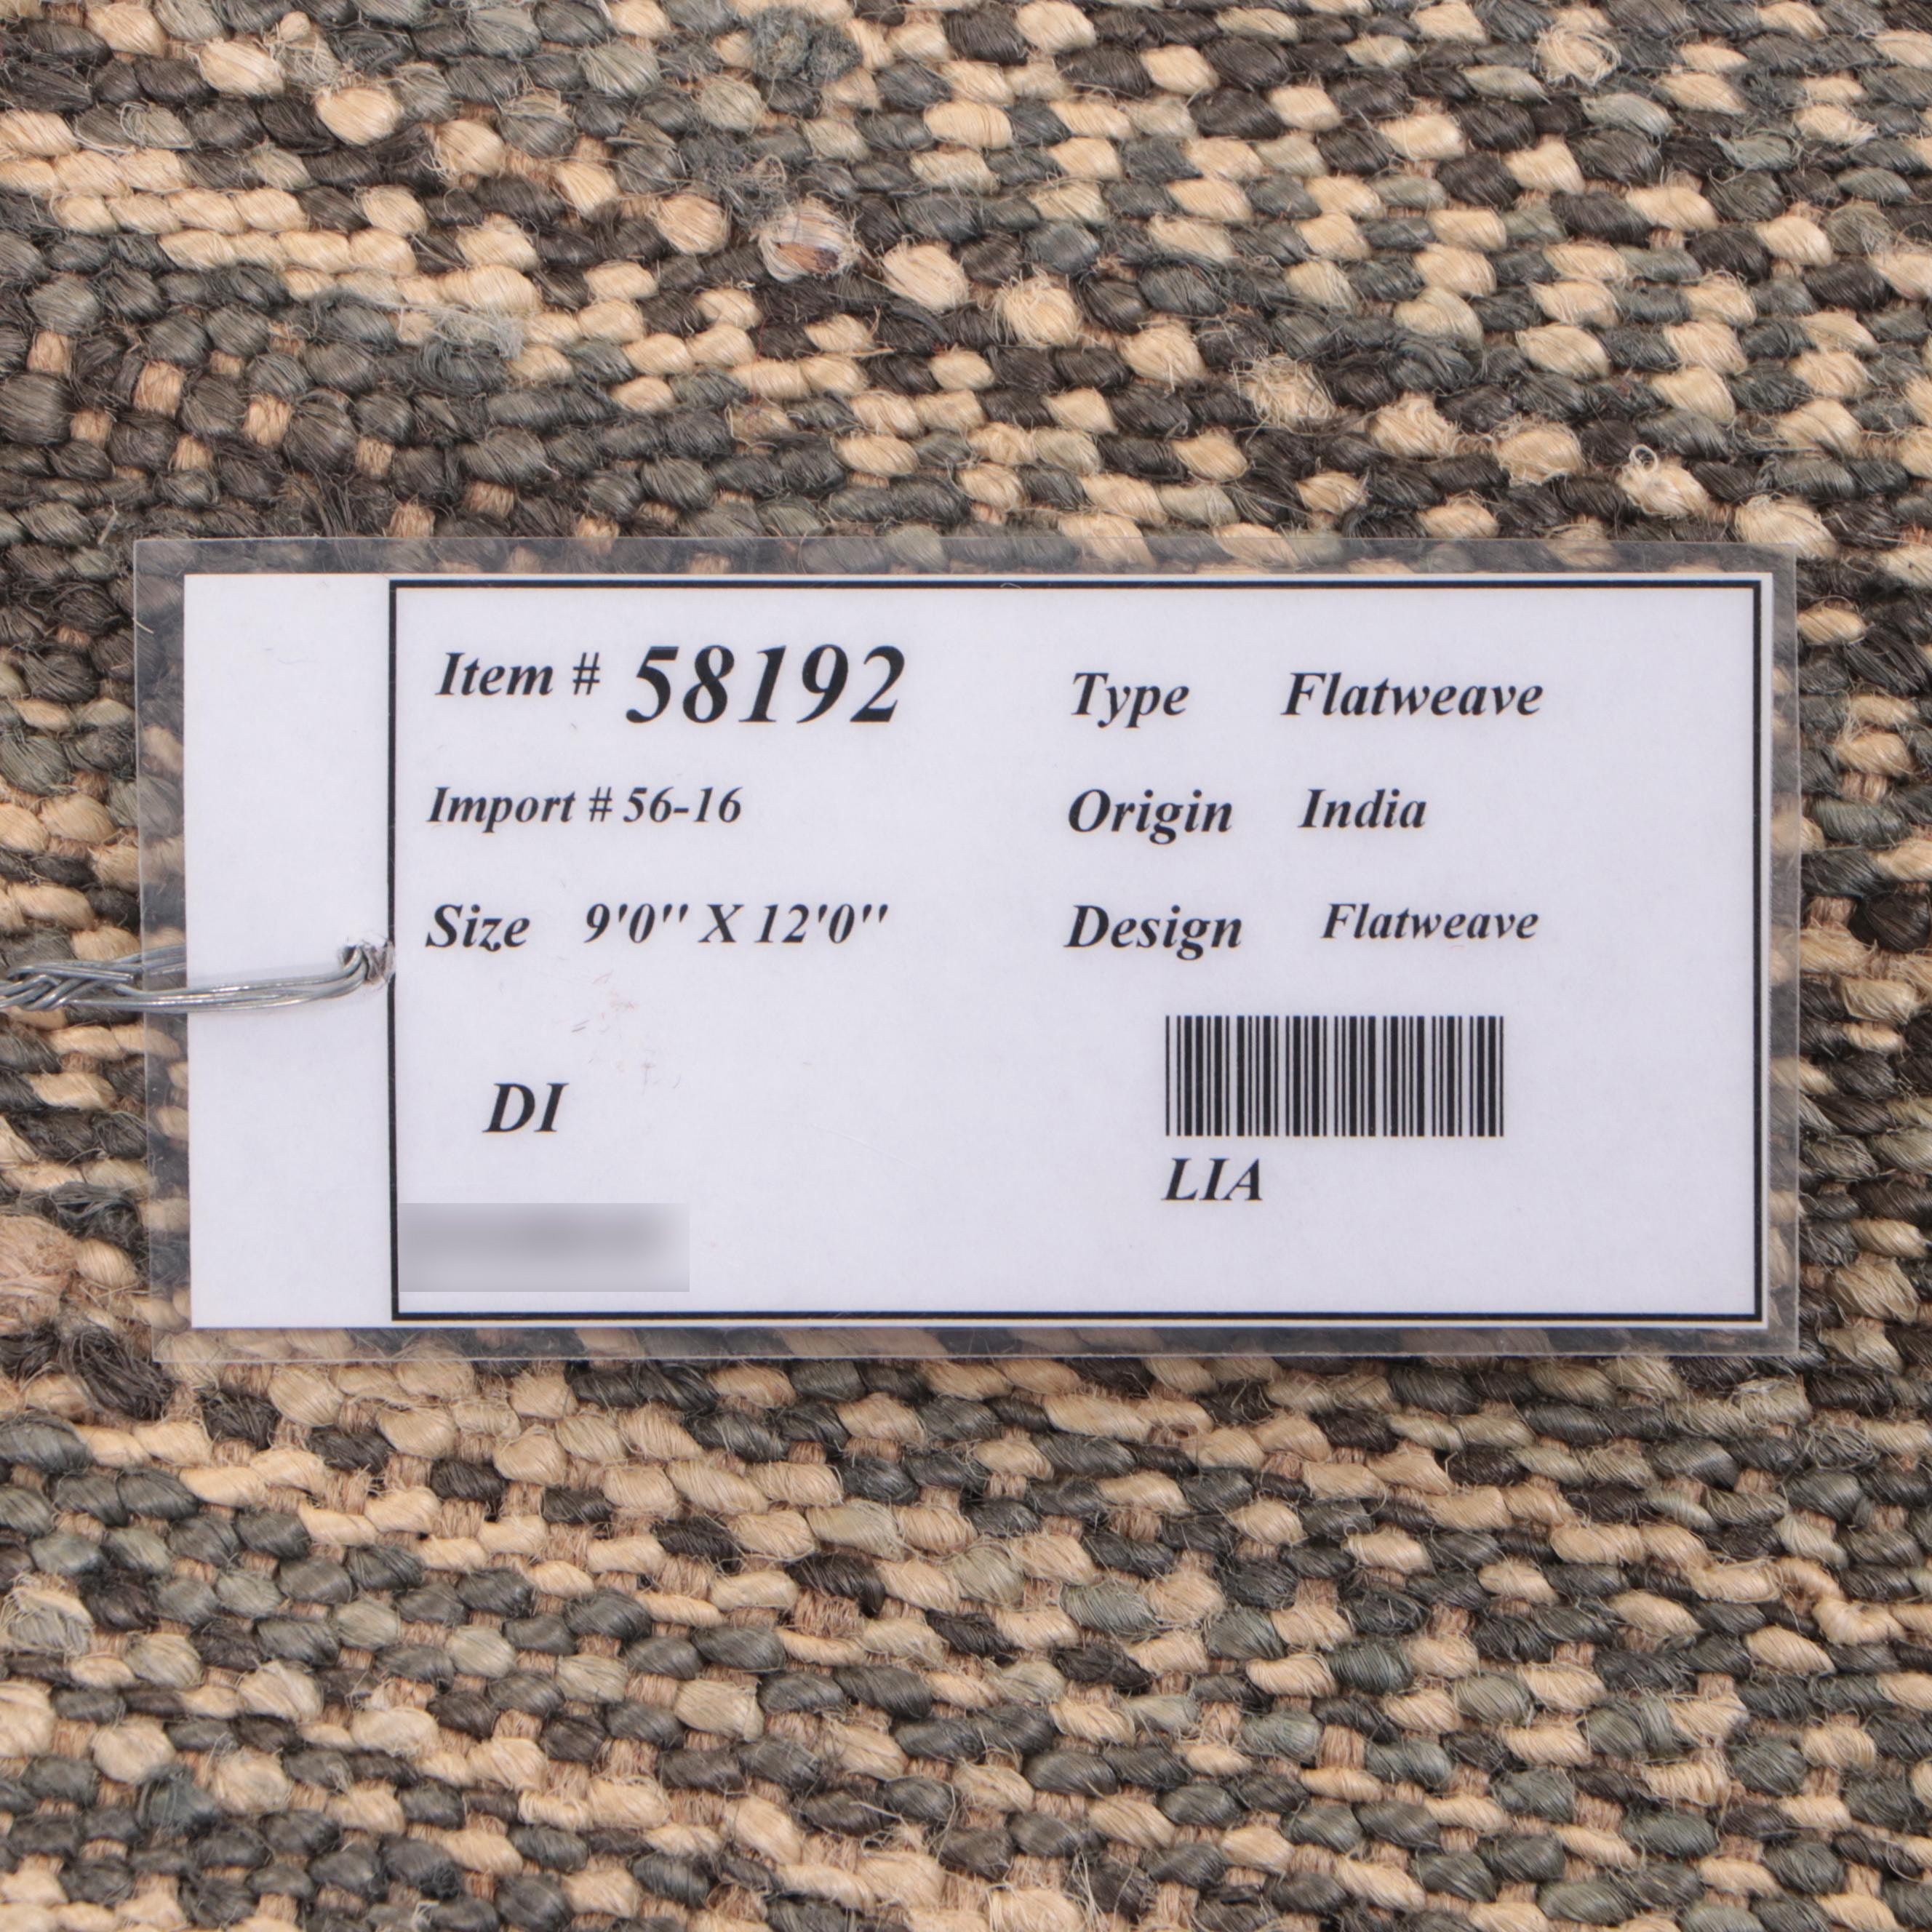 Item # 58192
Import # 56-16
Size 9'0" X 12'0"
DI
Type Flatweave
Origin India
Design Flatweave
LIA